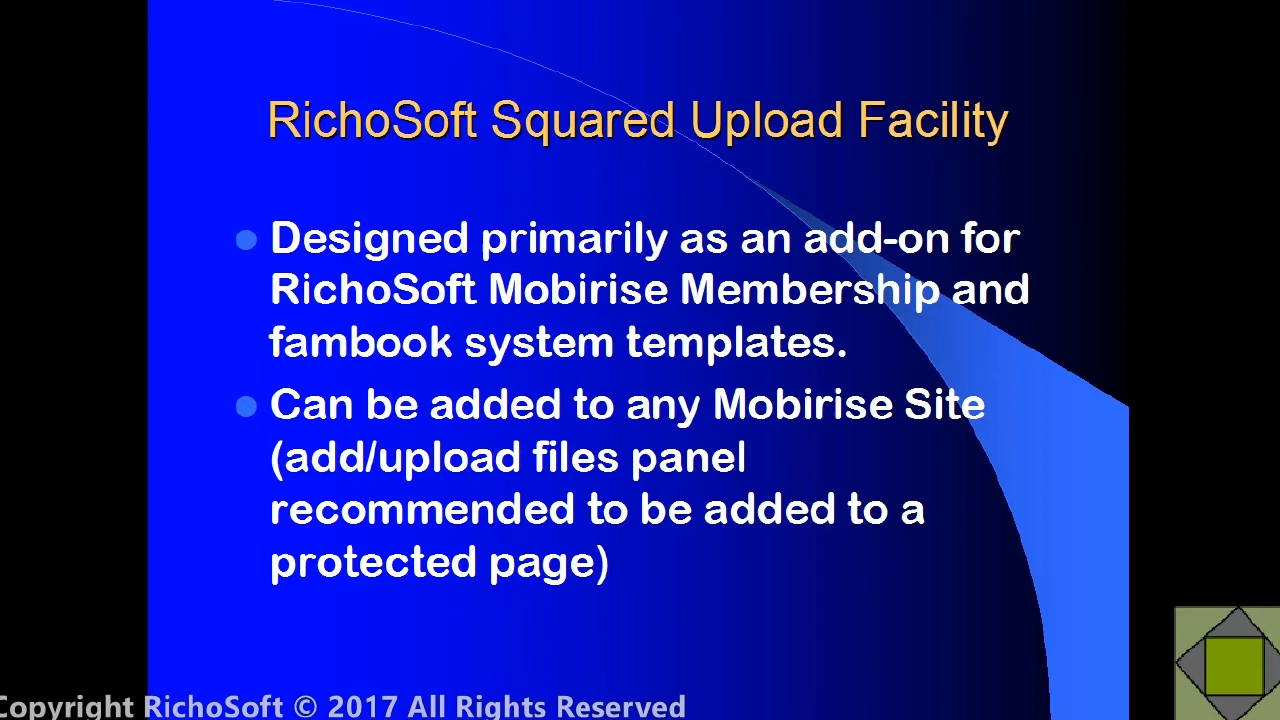 RichoSoft Squared Upload Facility
Designed primarily as an add-on for
RichoSoft Mobirise Membership and
fambook system templates.
Can be added to any Mobirise Site
(add/upload files panel
recommended to be added to a
protected page)
Copyright RichoSoft © 2017 All Rights Reserved